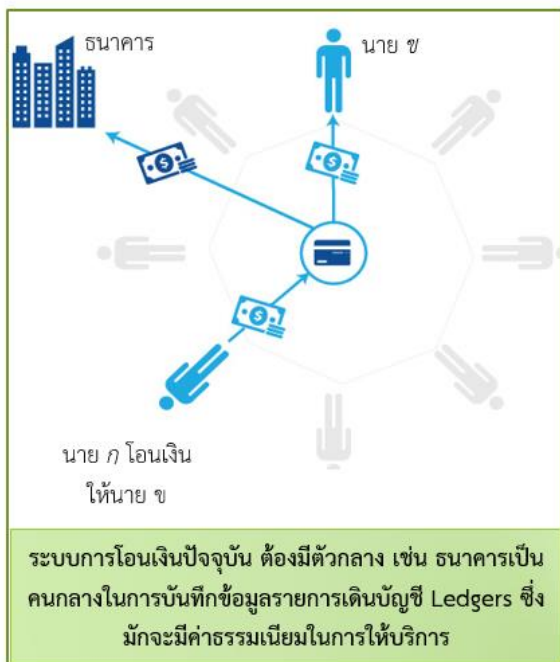 ธนาคาร
นาย ข
นาย ก โอนเงิน
ให้นาย ข
ระบบการโอนเงินปัจจุบัน ต้องมีตัวกลาง เช่น ธนาคารเป็น
คนกลางในการบันทึกข้อมูลรายการเดินบัญชี Ledgers ซึ่ง
มักจะมีค่าธรรมเนียมในการให้บริการ